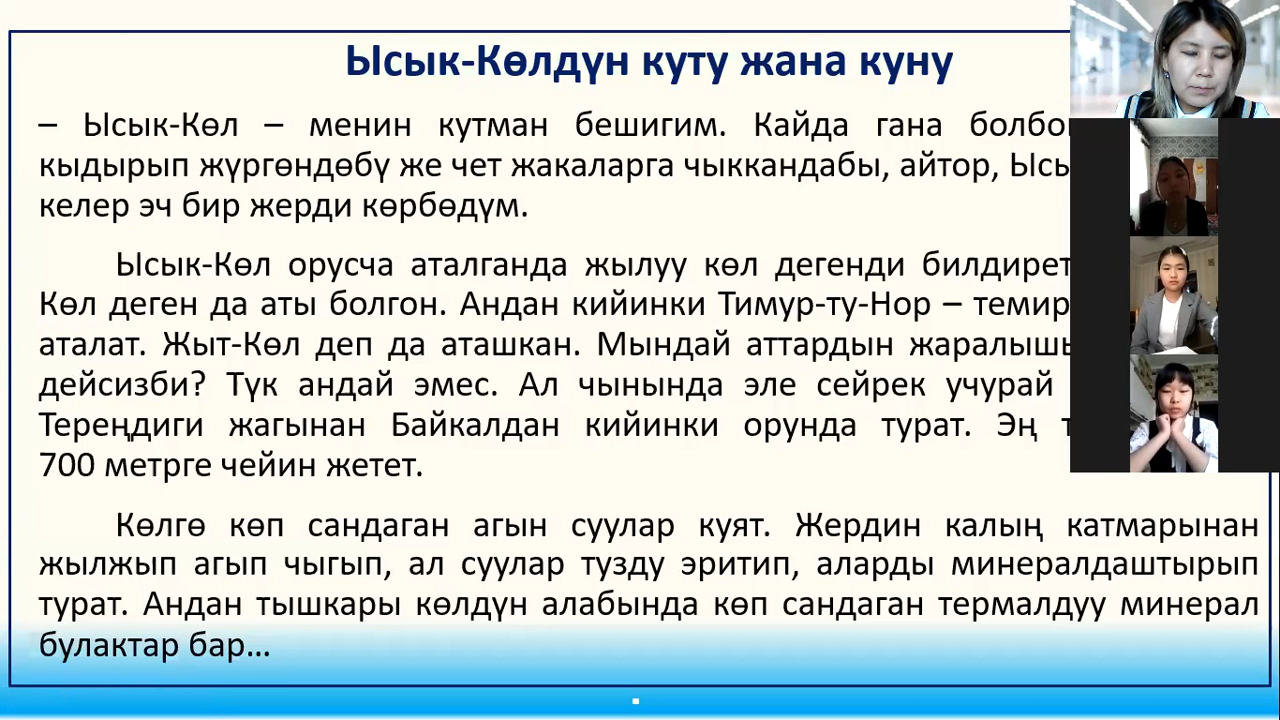 Ысык-Көлдүн куту жана куну
– Ысык-Көл – менин кутман бешигим. Кайда гана
кыдырып жүргөндөбү же чет жакаларга чыккандабы, айтор,
келер эч бир жерди көрбөдүм.
Ысык-Көл орусча аталганда жылуу көл дегенди
Көл деген да аты болгон. Андан кийинки Тимур-ту-Нор – темир
аталат. Жыт-Көл деп да аташкан. Мындай аттардын
дейсизби? Түк андай эмес. Ал чынында эле сейрек учурай
Тереңдиги жагынан Байкалдан кийинки орунда турат. Эң
700 метрге чейин жетет.
Көлгө көп сандаган агын суулар куят. Жердин калың катмарынан
жылжып агып чыгып, ал суулар тузду эритип, аларды минералдаштырып
турат. Андан тышкары көлдүн алабында көп сандаган термалдуу минерал
булактар бар...